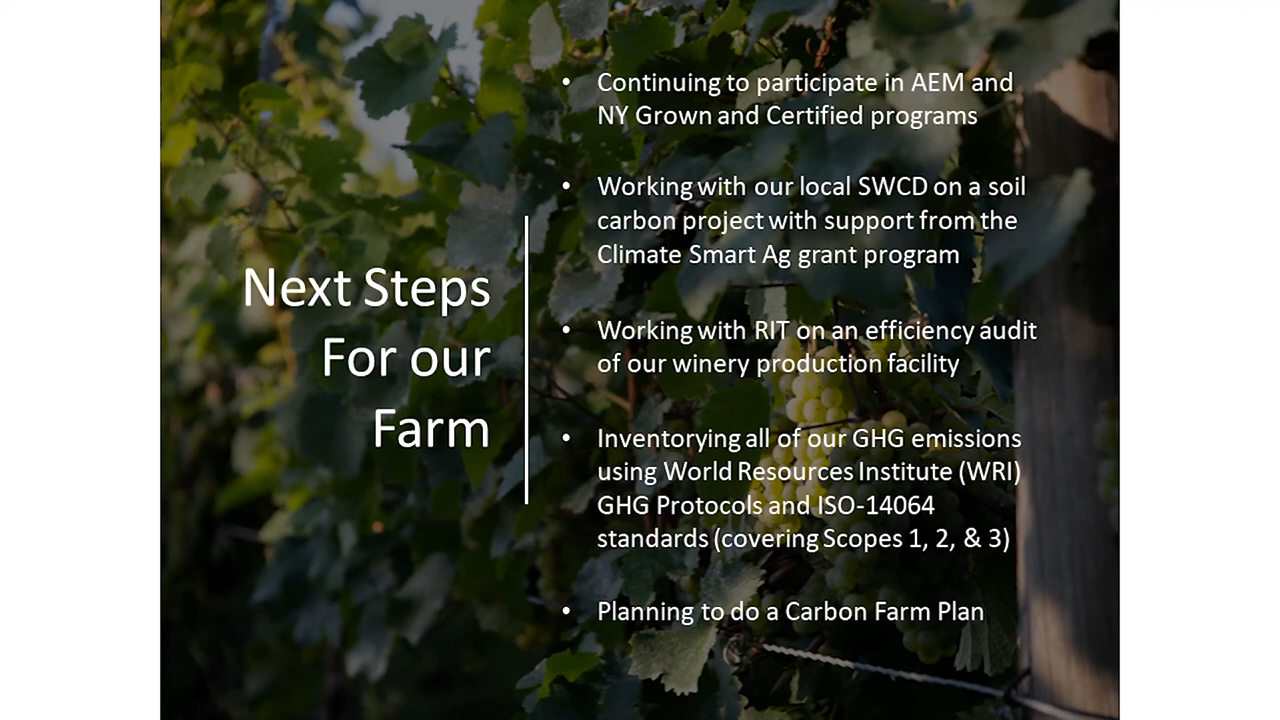 Next Steps
For our
Farm
• Continuing to participate in AEM and
NY Grown and Certified programs
• Working with our local SWCD on a soil
carbon project with support from the
Climate Smart Ag grant program
• Working with RIT on an efficiency audit
of our winery production facility
• Inventorying all of our GHG emissions
using World Resources Institute (WRI)
GHG Protocols and ISO-14064
standards (covering Scopes 1, 2, & 3)
• Planning to do a Carbon Farm Plan